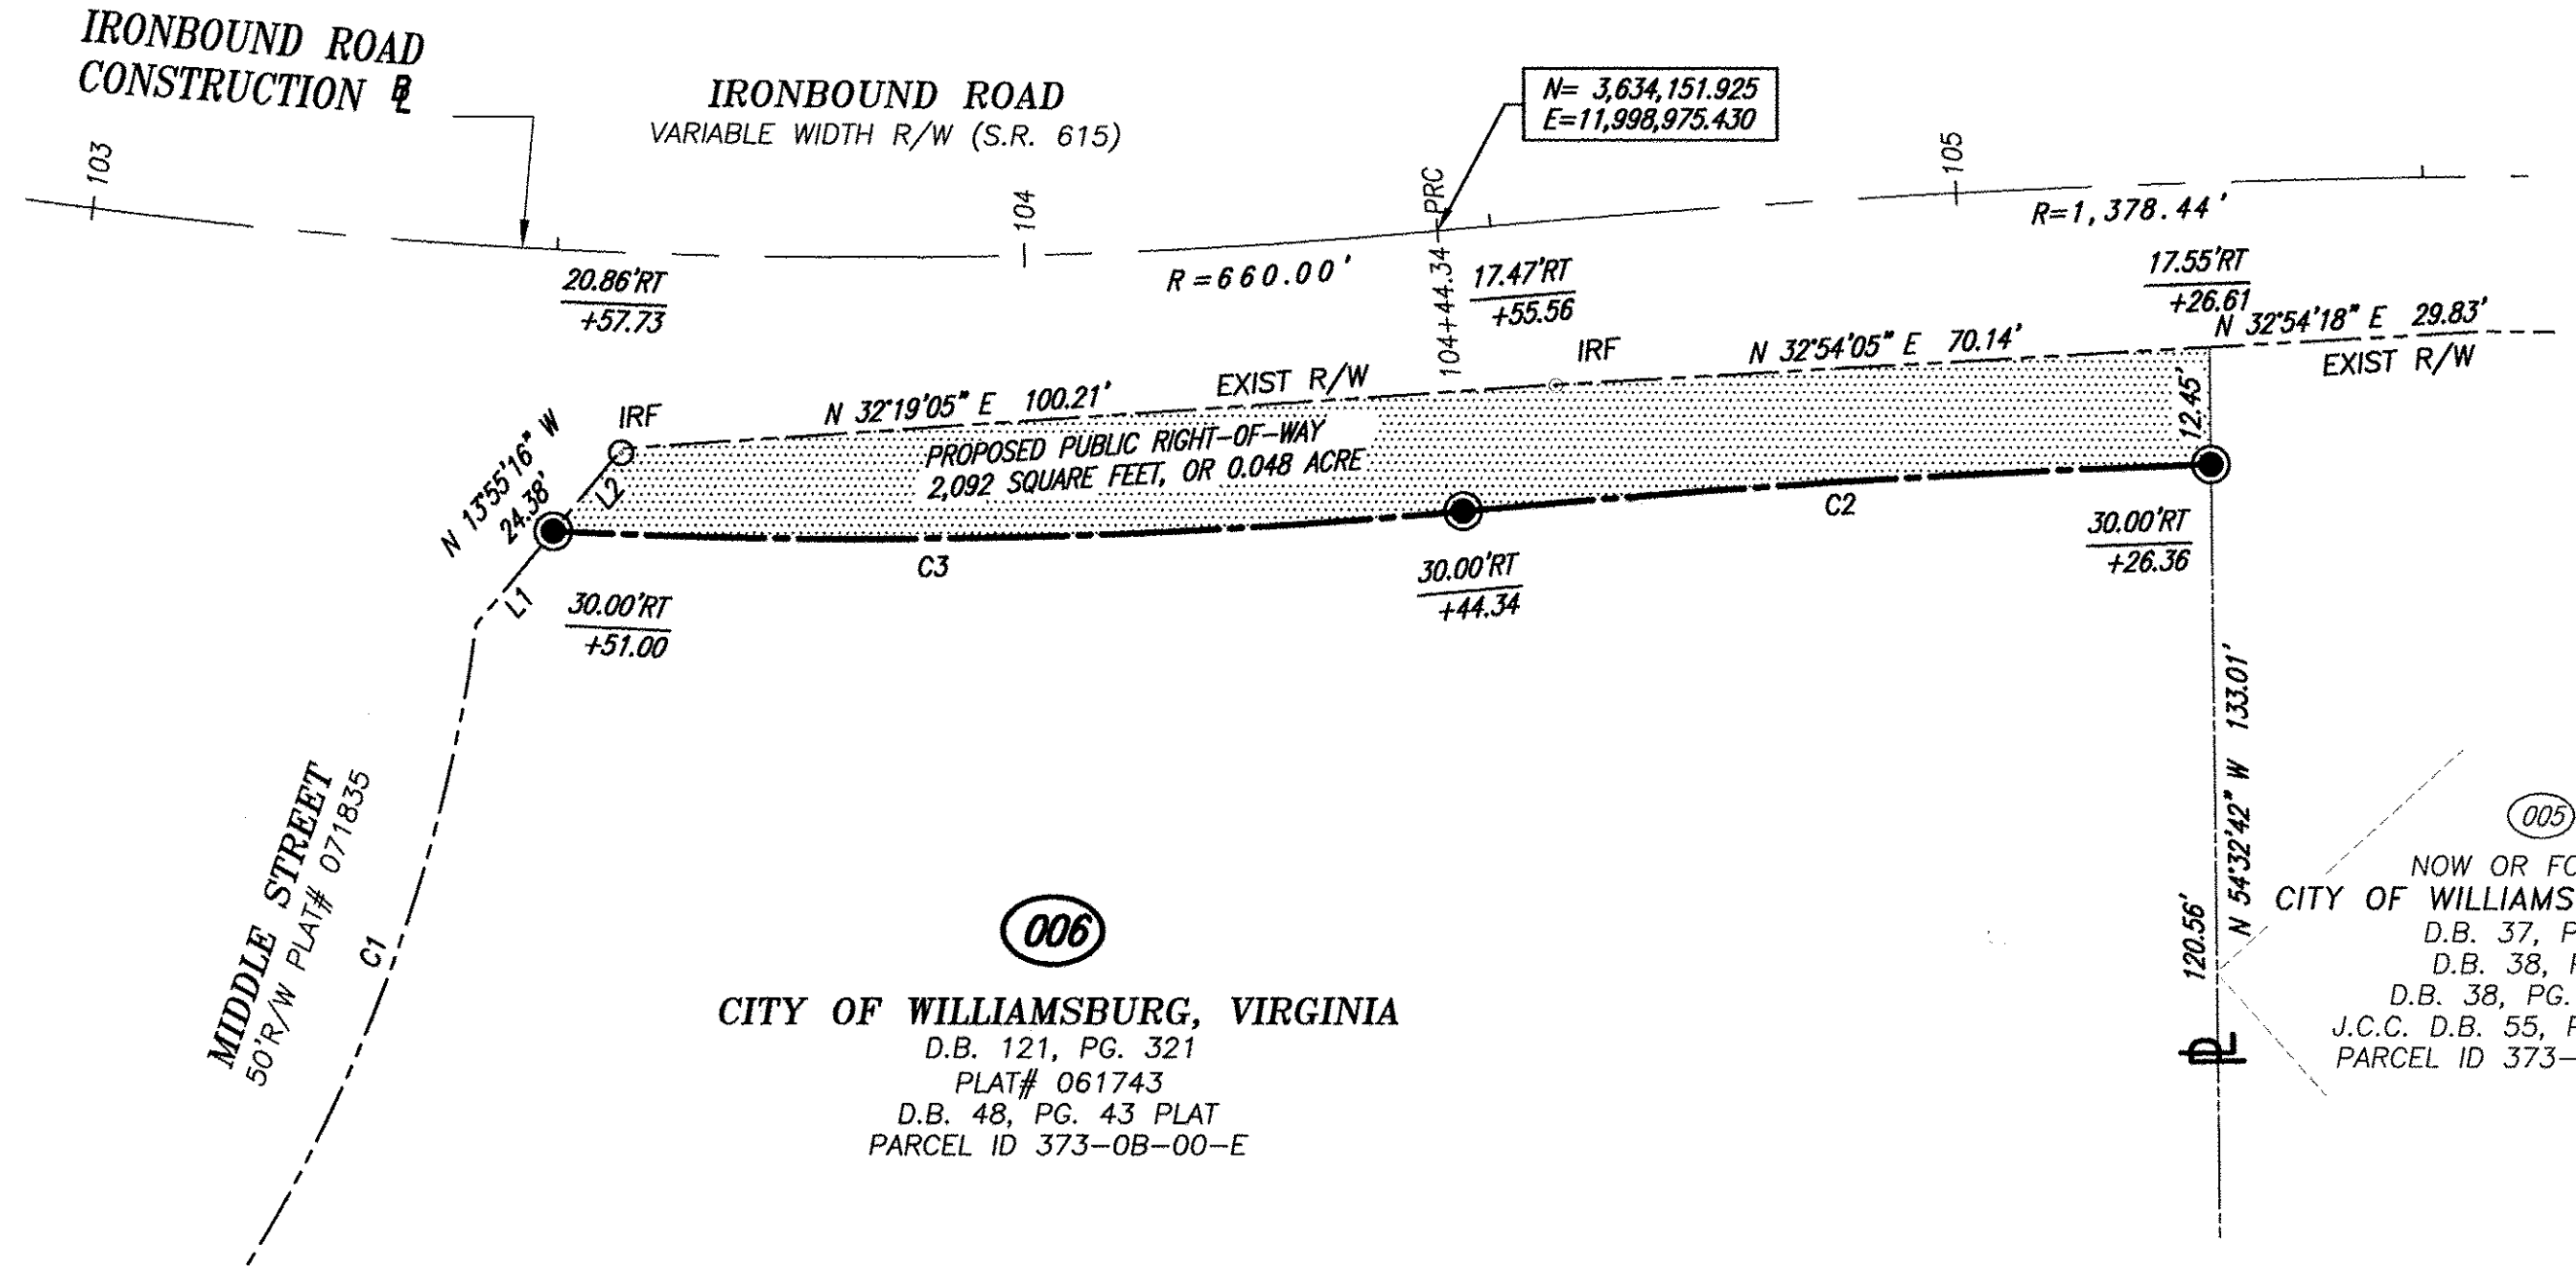 IRONBOUND ROAD
CONSTRUCTION BL
IRONBOUND ROAD
VARIABLE WIDTH R/W (S.R. 615)
N= 3,634,151.925
E=11,998,975.430
103
104
PRC
105
R=1,378.44'
R=660.00'
104+44.34
20.86'RT
+57.73
17.47'RT
+55.56
17.55'RT
+26.61
N 32°54'18" E 29.83'
EXIST R/W
IRF
N 32°54'05" E 70.14'
EXIST R/W
N 32°19'05" E 100.21'
IRF
12.45'
PROPOSED PUBLIC RIGHT-OF-WAY
2,092 SQUARE FEET, OR 0.048 ACRE
N 13°55'16" W
24.38'
L2
L1
C3
C2
30.00'RT
+51.00
30.00'RT
+44.34
30.00'RT
+26.36
N 54°32'42" W 133.01'
120.56'
PL
MIDDLE STREET
50'R/W PLAT# 071835
C1
006
CITY OF WILLIAMSBURG, VIRGINIA
D.B. 121, PG. 321
PLAT# 061743
D.B. 48, PG. 43 PLAT
PARCEL ID 373-0B-00-E
005
NOW OR FO
CITY OF WILLIAMS
D.B. 37, P
D.B. 38, P
D.B. 38, PG.
J.C.C. D.B. 55, P
PARCEL ID 373-